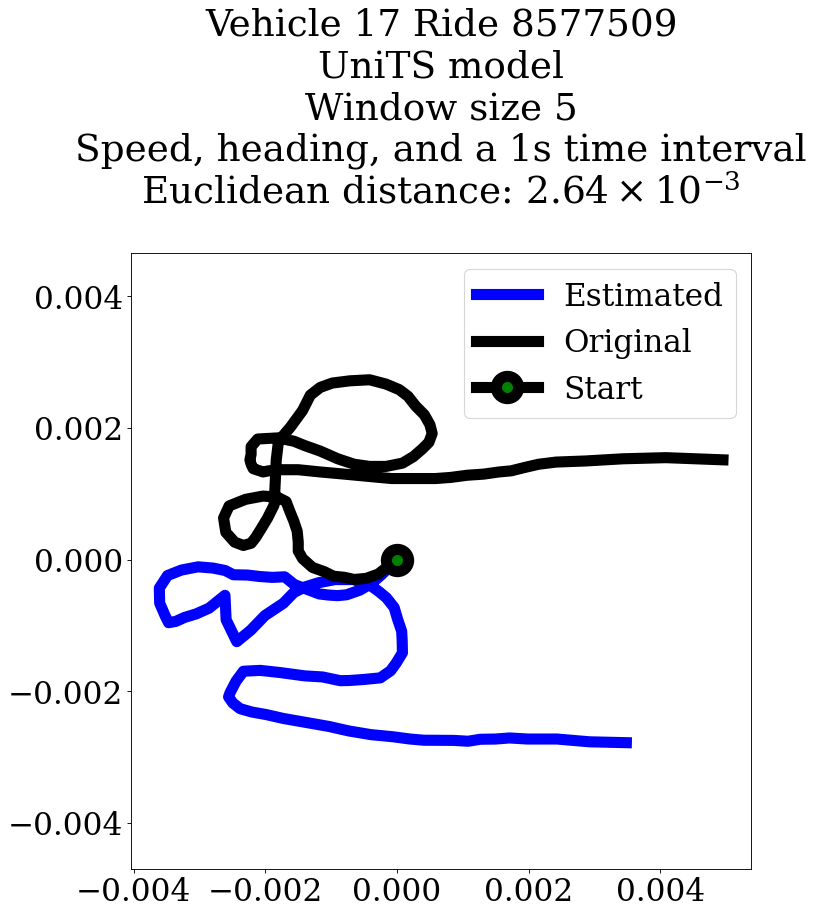 Vehicle 17 Ride 8577509
UniTS model
Window size 5
Speed, heading, and a 1s time interval
Euclidean distance: 2.64 × 10⁻³
Estimated
Original
Start
0.004
0.002
0.000
−0.002
−0.004
−0.004 −0.002 0.000 0.002 0.004